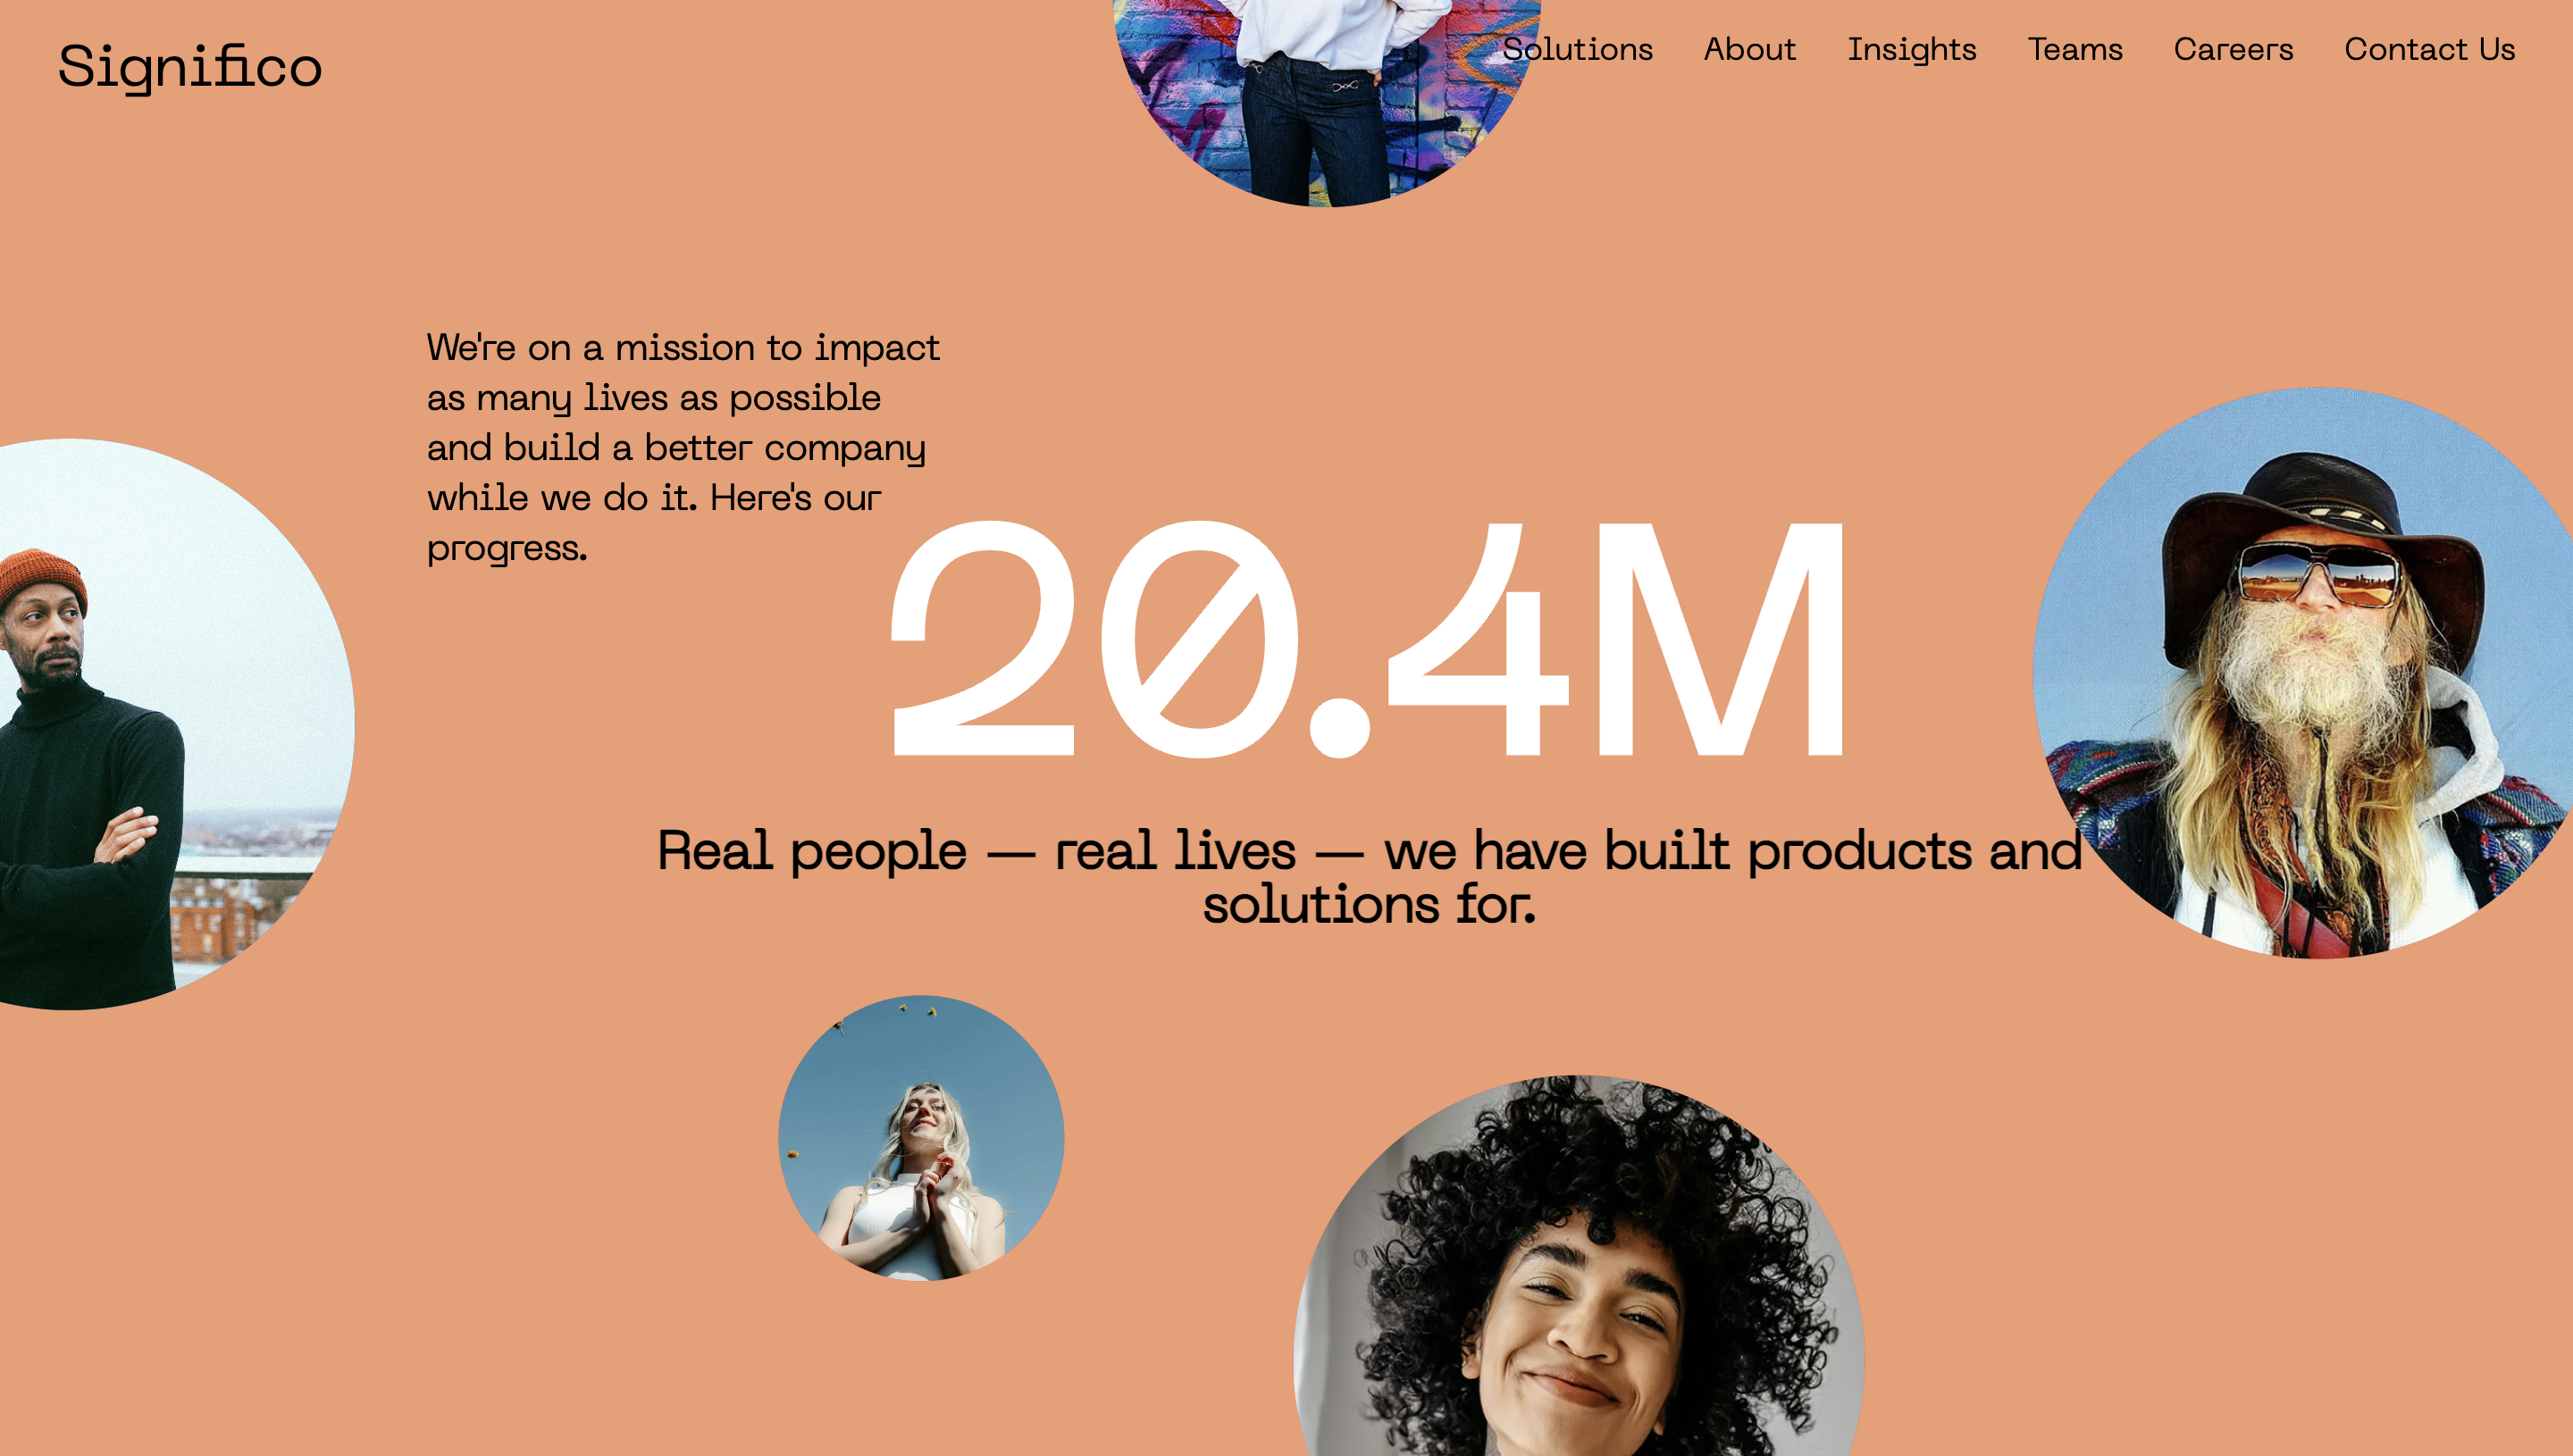 Significo
Solutions About Insights Teams Careers Contact Us
We're on a mission to impact
as many lives as possible
and build a better company
while we do it. Here's our
progress.
20.4M
Real people — real lives — we have built products and
solutions for.